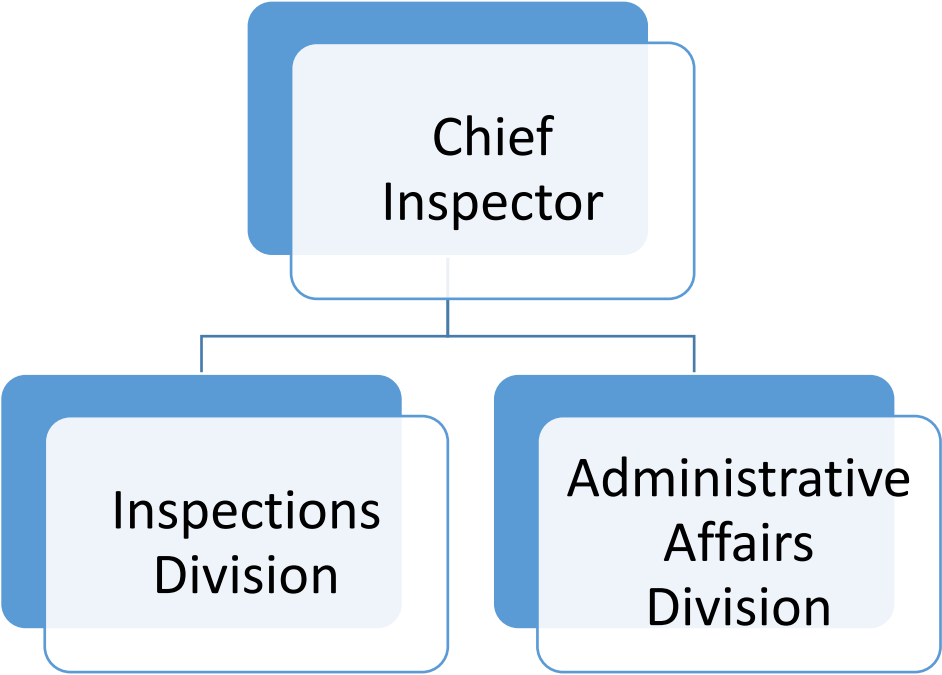 Chief
Inspector
Inspections
Division
Administrative
Affairs
Division